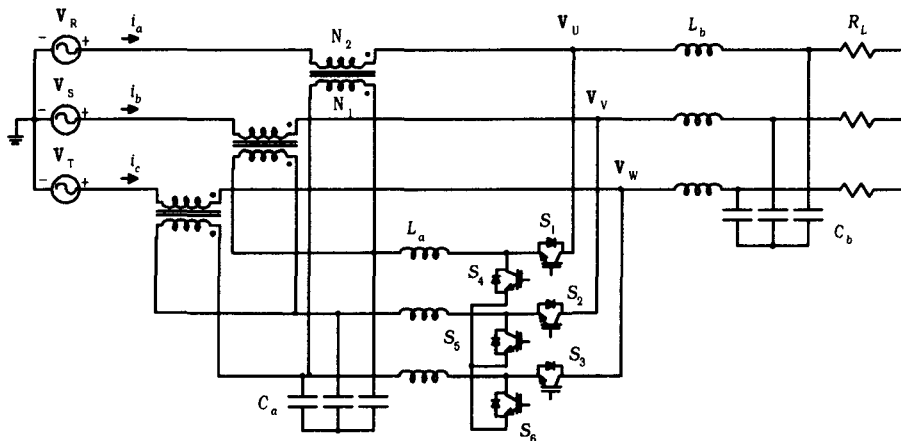 V_R i_a N_2 V_U L_b R_L
- +
V_S i_b N_1 V_V
- +
V_T i_c V_W
- +
L_a S_1 C_b
S_4
S_2
S_5
S_3
C_a
S_6